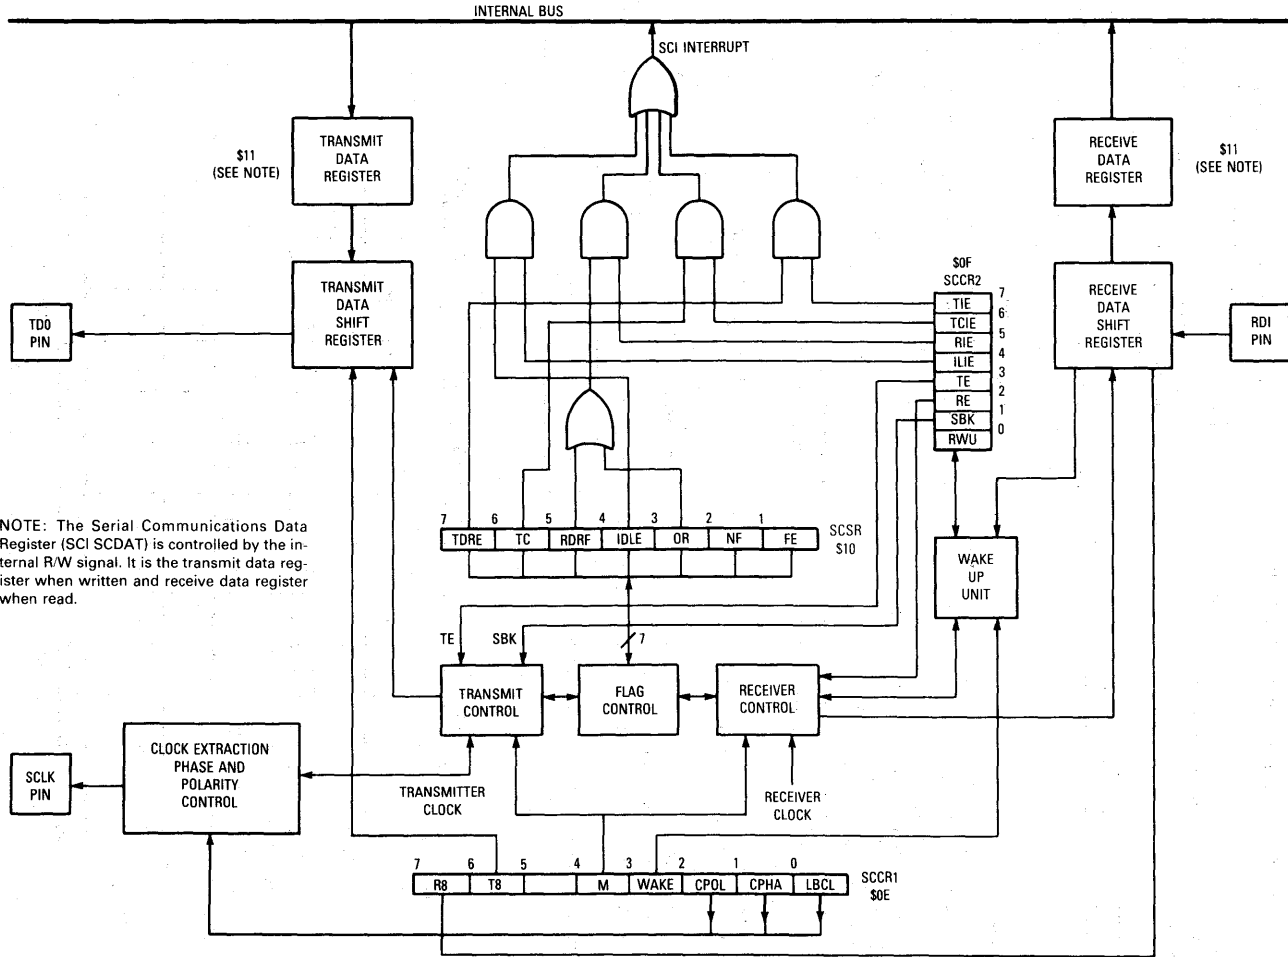 INTERNAL BUS
SCI INTERRUPT
$11
(SEE NOTE)
TRANSMIT
DATA
REGISTER
RECEIVE
DATA
REGISTER
$11
(SEE NOTE)
TRANSMIT
DATA
SHIFT
REGISTER
TD0
PIN
$0F
SCCR2
7
TIE
6
TCIE
5
RIE
4
ILIE
3
TE
2
RE
1
SBK
0
RWU
RECEIVE
DATA
SHIFT
REGISTER
RDI
PIN
NOTE: The Serial Communications Data
Register (SCI SCDAT) is controlled by the in-
ternal R/W signal. It is the transmit data reg-
ister when written and receive data register
when read.
7 6 5 4 3 2 1
TDRE TC RDRF IDLE OR NF FE
SCSR
$10
WAKE
UP
UNIT
TE SBK 7
TRANSMIT
CONTROL
FLAG
CONTROL
RECEIVER
CONTROL
CLOCK EXTRACTION
PHASE AND
POLARITY
CONTROL
SCLK
PIN
TRANSMITTER
CLOCK
RECEIVER
CLOCK
7 6 5 4 3 2 1 0
R8 T8 M WAKE CPOL CPHA LBCL
SCCR1
$0E